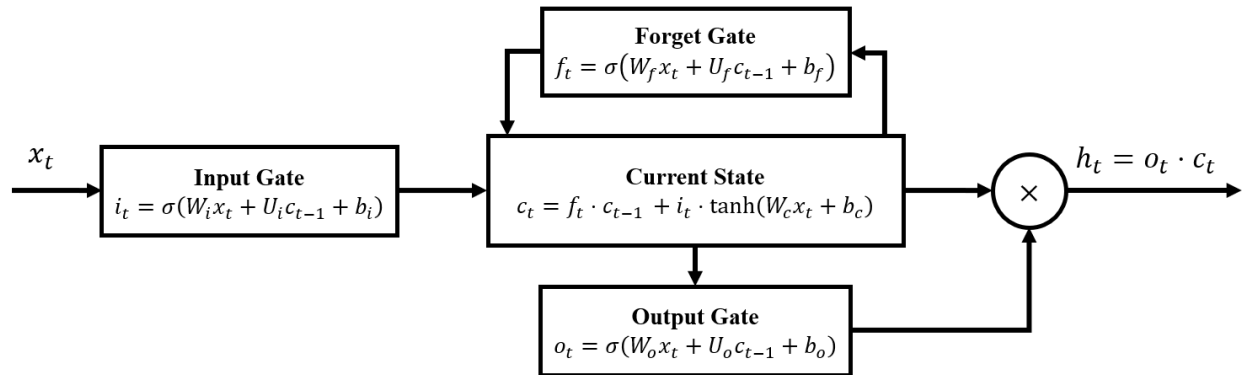 Forget Gate
f_t = σ(W_f x_t + U_f c_{t−1} + b_f)
x_t
Input Gate
i_t = σ(W_i x_t + U_i c_{t−1} + b_i)
Current State
c_t = f_t · c_{t−1} + i_t · tanh(W_c x_t + b_c)
×
h_t = o_t · c_t
Output Gate
o_t = σ(W_o x_t + U_o c_{t−1} + b_o)